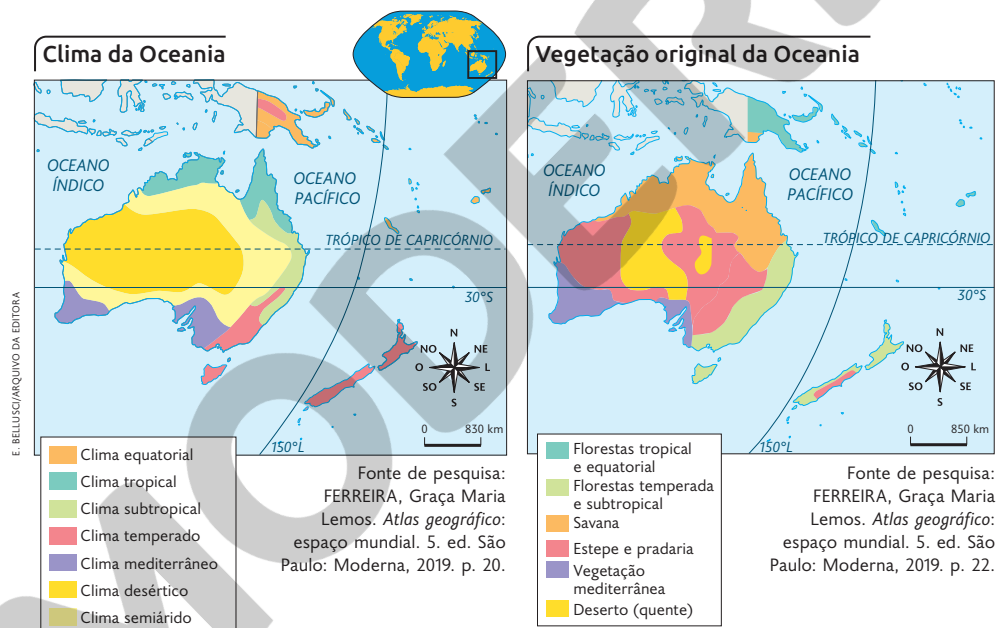 Clima da Oceania
OCEANO
ÍNDICO
OCEANO
PACÍFICO
TRÓPICO DE CAPRICÓRNIO
30°S
N
NO
NE
O
L
SO
SE
S
0
830 km
150°L
E. BELLUSCI/ARQUIVO DA EDITORA
Clima equatorial
Clima tropical
Clima subtropical
Clima temperado
Clima mediterrâneo
Clima desértico
Clima semiárido
Fonte de pesquisa:
FERREIRA, Graça Maria
Lemos. Atlas geográfico:
espaço mundial. 5. ed. São
Paulo: Moderna, 2019. p. 20.
Vegetação original da Oceania
OCEANO
ÍNDICO
OCEANO
PACÍFICO
TRÓPICO DE CAPRICÓRNIO
30°S
N
NO
NE
O
L
SO
SE
S
0
850 km
150°L
Florestas tropical
e equatorial
Florestas temperada
e subtropical
Savana
Estepe e pradaria
Vegetação
mediterrânea
Deserto (quente)
Fonte de pesquisa:
FERREIRA, Graça Maria
Lemos. Atlas geográfico:
espaço mundial. 5. ed. São
Paulo: Moderna, 2019. p. 22.
MODER